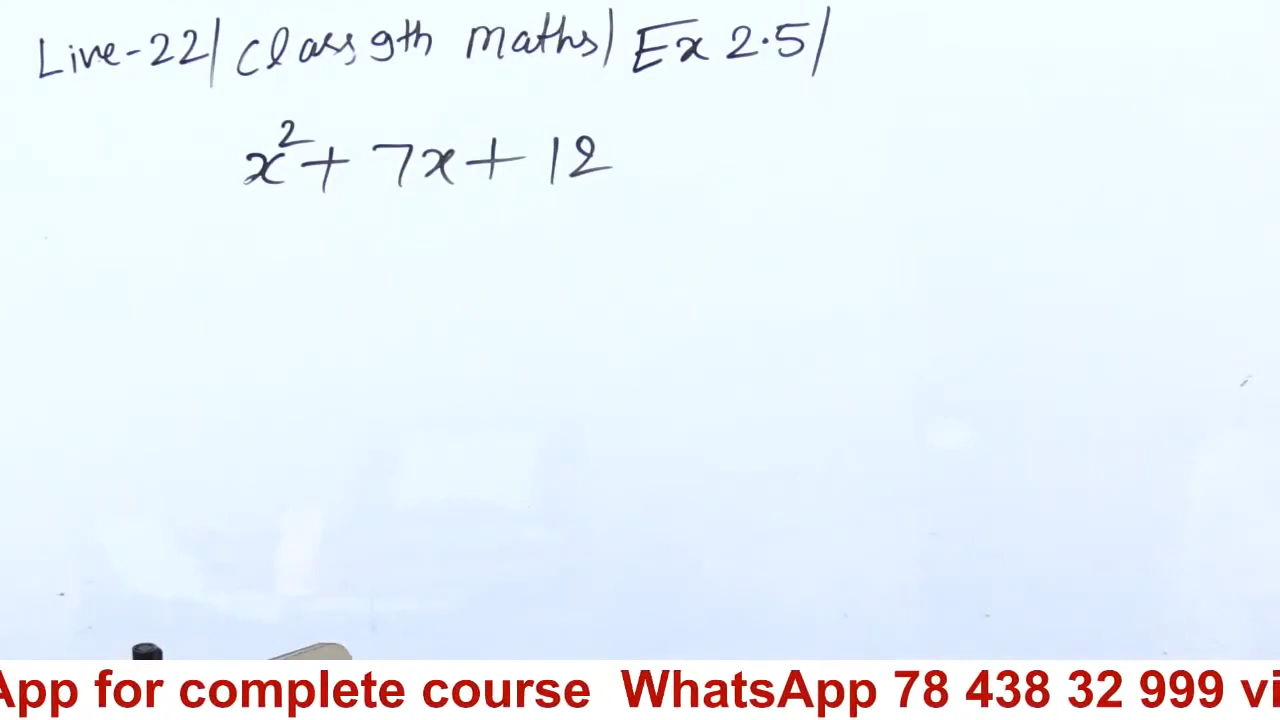 Live-22| Class 9th maths| Ex 2.5|
x² + 7x + 12
App for complete course WhatsApp 78 438 32 999 vi